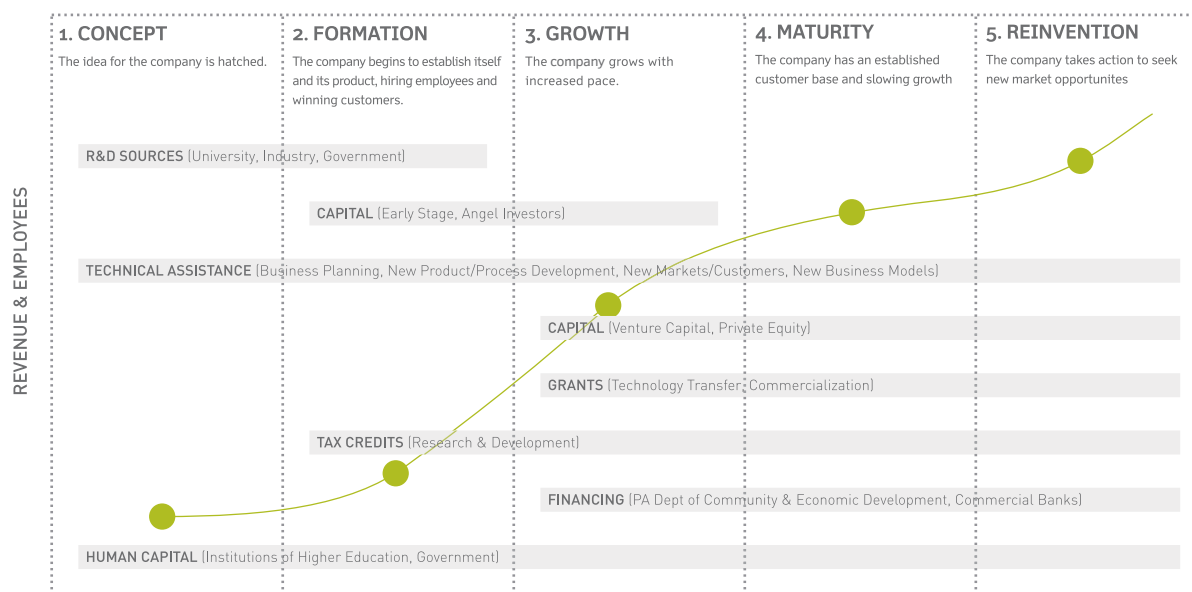 1. CONCEPT
The idea for the company is hatched.
2. FORMATION
The company begins to establish itself
and its product, hiring employees and
winning customers.
3. GROWTH
The company grows with
increased pace.
4. MATURITY
The company has an established
customer base and slowing growth
5. REINVENTION
The company takes action to seek
new market opportunites
REVENUE & EMPLOYEES
R&D SOURCES (University, Industry, Government)
CAPITAL (Early Stage, Angel Investors)
TECHNICAL ASSISTANCE (Business Planning, New Product/Process Development, New Markets/Customers, New Business Models)
CAPITAL (Venture Capital, Private Equity)
GRANTS (Technology Transfer, Commercialization)
TAX CREDITS (Research & Development)
FINANCING (PA Dept of Community & Economic Development, Commercial Banks)
HUMAN CAPITAL (Institutions of Higher Education, Government)